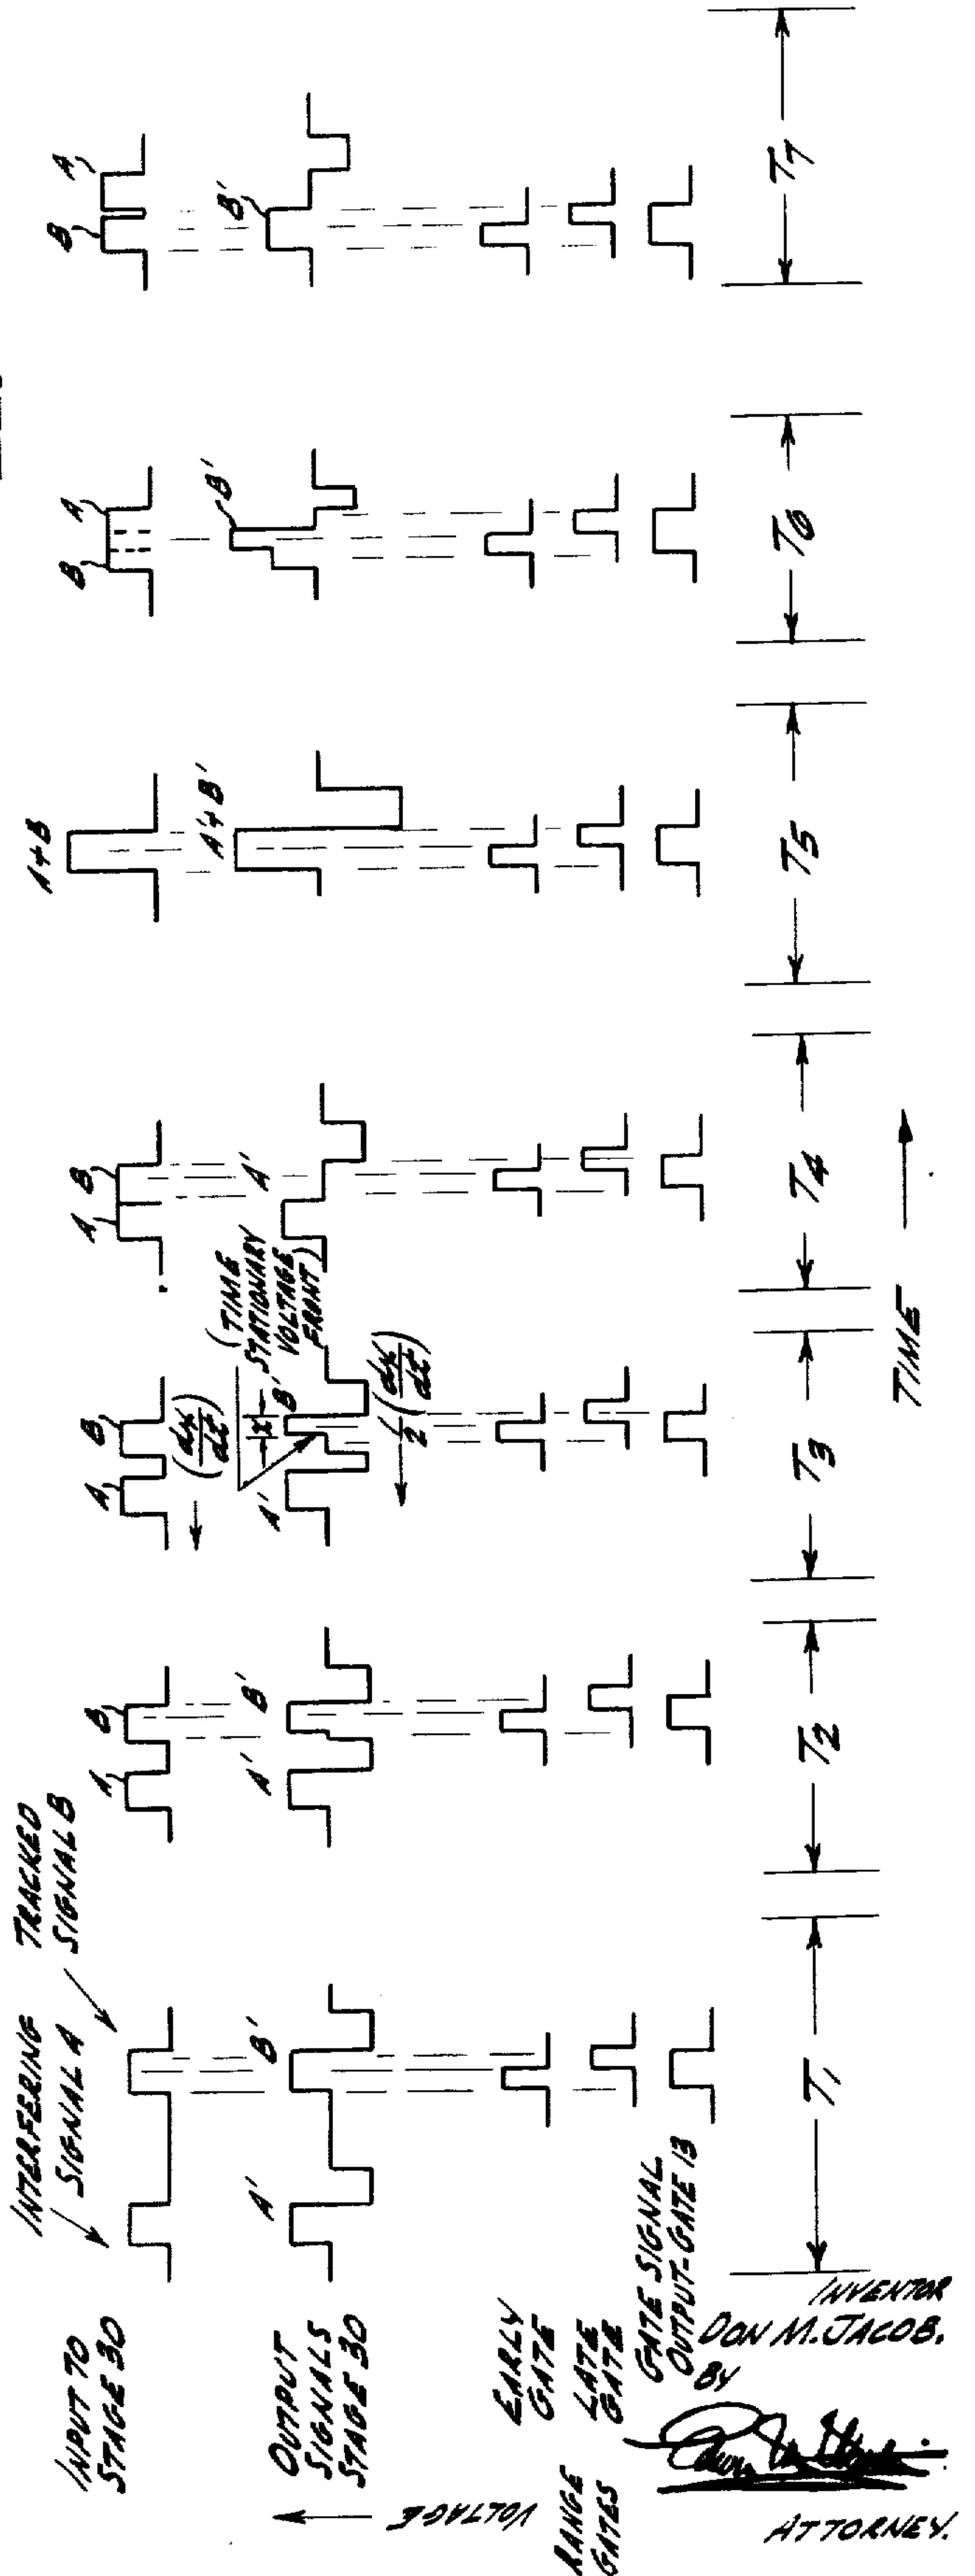 INTERFERING
SIGNAL A
TRACKED
SIGNAL B
INPUT TO
STAGE 30
A
B
A
B
A
B
A+B
B
A
B
A
(dx/dt)
OUTPUT
SIGNALS
STAGE 30
A'
B'
A'
B'
A'
x
B'
(TIME
STATIONARY
VOLTAGE
FRONT)
A'
A'+B'
B'
B'
1/2 (dx/dt)
VOLTAGE
RANGE
GATES
EARLY
GATE
LATE
GATE
GATE SIGNAL
OUTPUT-GATE 13
T1
T2
T3
T4
T5
T6
T7
TIME
INVENTOR
DON M. JACOB.
BY
ATTORNEY.